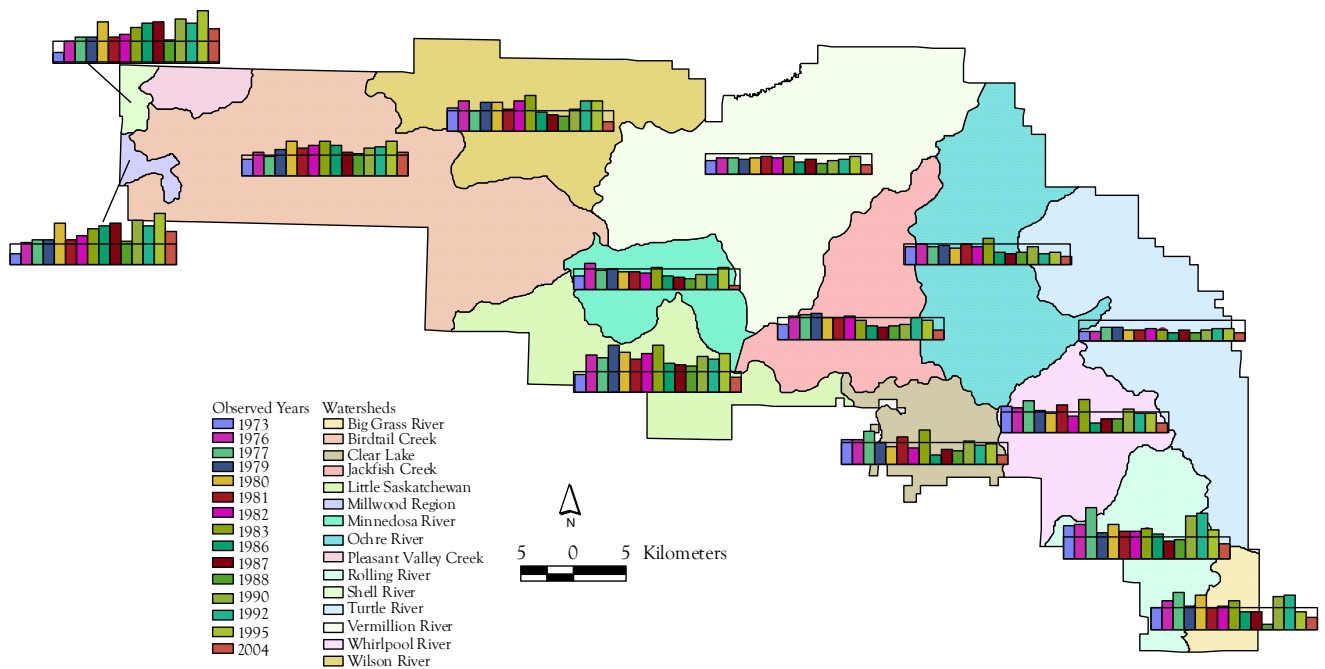 Observed Years
1973
1976
1977
1979
1980
1981
1982
1983
1986
1987
1988
1990
1992
1995
2004
Watersheds
Big Grass River
Birdtail Creek
Clear Lake
Jackfish Creek
Little Saskatchewan
Millwood Region
Minnedosa River
Ochre River
Pleasant Valley Creek
Rolling River
Shell River
Turtle River
Vermillion River
Whirlpool River
Wilson River
N
5 0 5 Kilometers